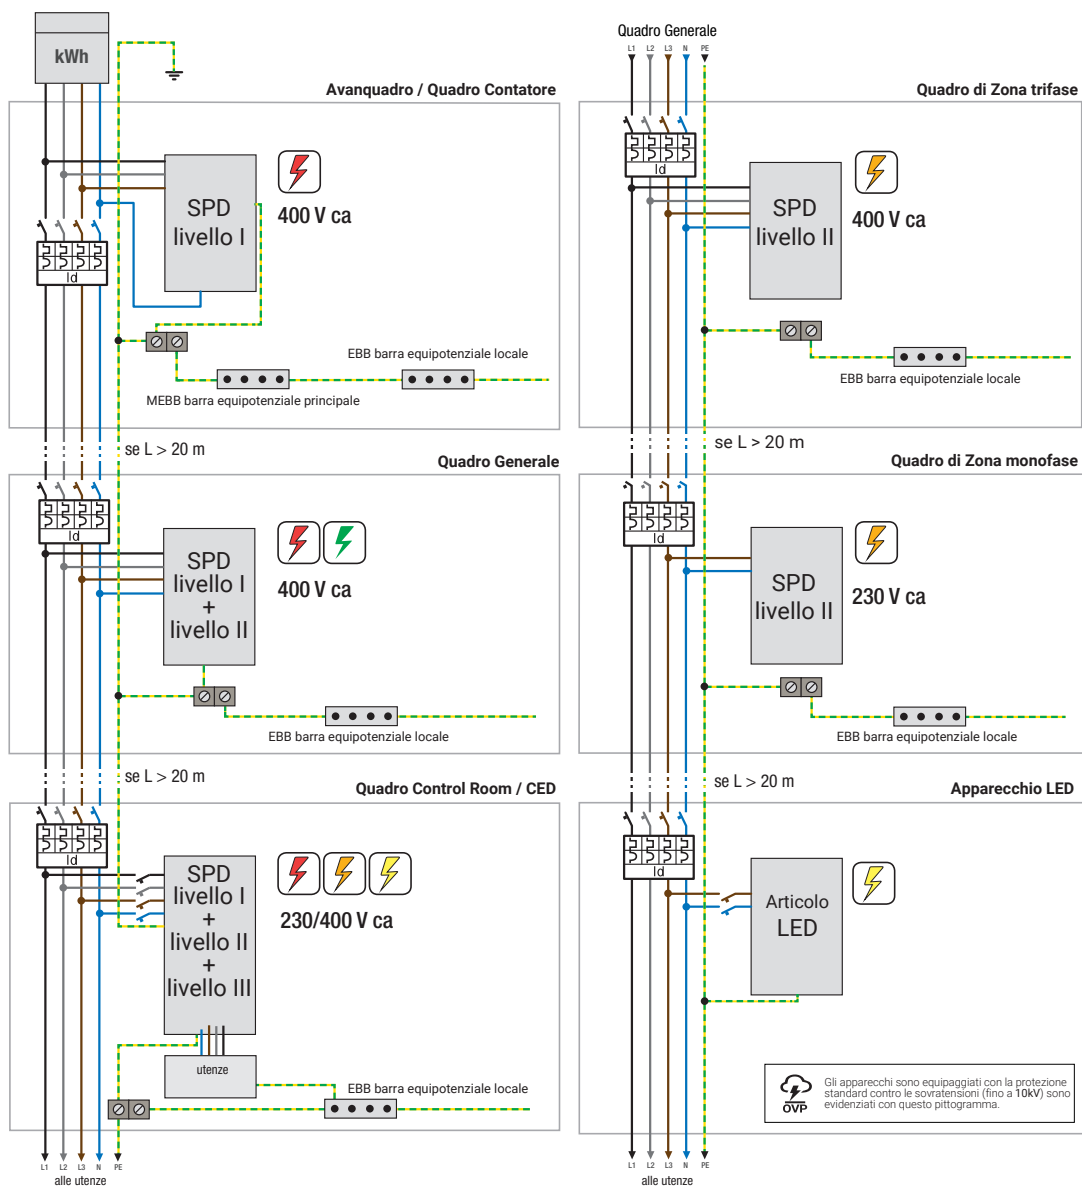 kWh
Avanquadro / Quadro Contatore
SPD
livello I
400 V ca
Id
EBB barra equipotenziale locale
MEBB barra equipotenziale principale
se L > 20 m
Quadro Generale
Id
SPD
livello I
+
livello II
400 V ca
EBB barra equipotenziale locale
se L > 20 m
Quadro Control Room / CED
Id
SPD
livello I
+
livello II
+
livello III
230/400 V ca
utenze
EBB barra equipotenziale locale
L1 L2 L3 N PE
alle utenze
Quadro Generale
L1 L2 L3 N PE
Quadro di Zona trifase
Id
SPD
livello II
400 V ca
EBB barra equipotenziale locale
se L > 20 m
Quadro di Zona monofase
Id
SPD
livello II
230 V ca
EBB barra equipotenziale locale
se L > 20 m
Apparecchio LED
Id
Articolo
LED
OVP
Gli apparecchi sono equipaggiati con la protezione
standard contro le sovratensioni (fino a 10kV) sono
evidenziati con questo pittogramma.
L1 L2 L3 N PE
alle utenze